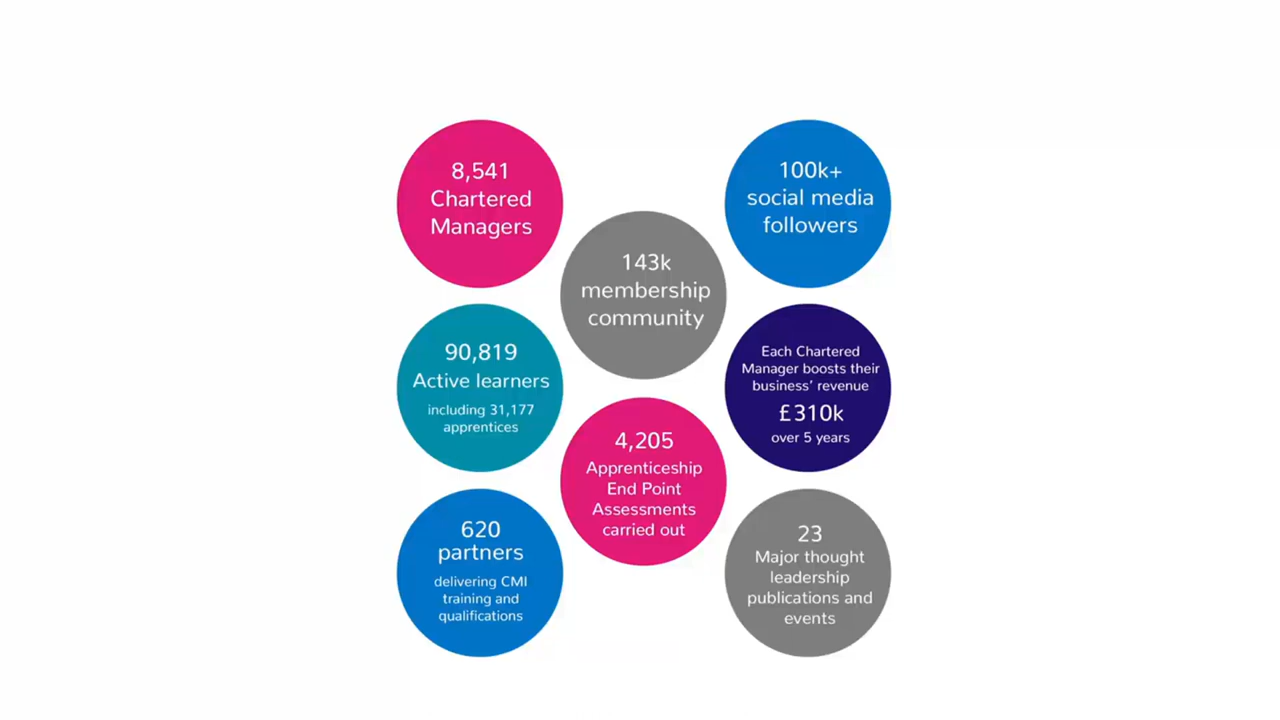 8,541
Chartered
Managers
100k+
social media
followers
143k
membership
community
90,819
Active learners
including 31,177
apprentices
Each Chartered
Manager boosts their
business’ revenue
£310k
over 5 years
4,205
Apprenticeship
End Point
Assessments
carried out
620
partners
delivering CMI
training and
qualifications
23
Major thought
leadership
publications and
events